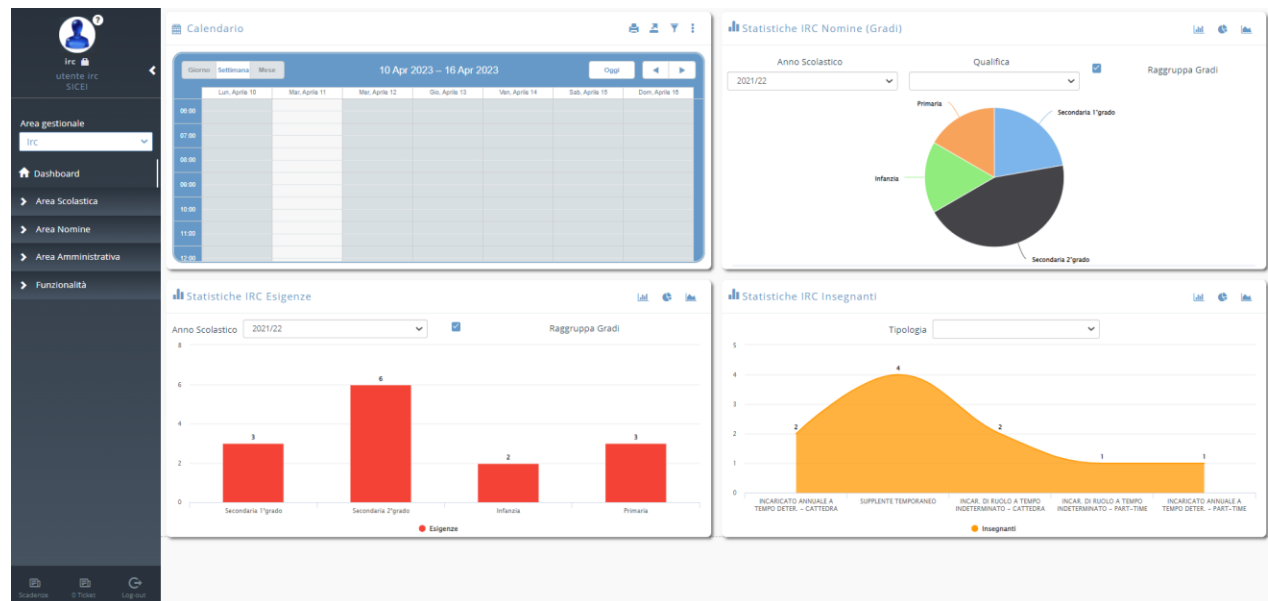 ?
irc
utente irc
SICEI
Area gestionale
irc
Dashboard
Area Scolastica
Area Nomine
Area Amministrativa
Funzionalità
Scadenze
0 Ticket
Log-out
Calendario
Giorno Settimana Mese
10 Apr 2023 – 16 Apr 2023
Oggi
Lun, Aprile 10 Mar, Aprile 11 Mer, Aprile 12 Gio, Aprile 13 Ven, Aprile 14 Sab, Aprile 15 Dom, Aprile 16
06:00
07:00
08:00
09:00
10:00
11:00
12:00
Statistiche IRC Nomine (Gradi)
Anno Scolastico Qualifica
2021/22
Raggruppa Gradi
Primaria
Secondaria 1°grado
Infanzia
Secondaria 2°grado
Statistiche IRC Esigenze
Anno Scolastico 2021/22 Raggruppa Gradi
8
6
4
2
0
3
6
2
3
Secondaria 1°grado Secondaria 2°grado Infanzia Primaria
Esigenze
Statistiche IRC Insegnanti
Tipologia
5
4
3
2
1
0
2
4
2
1
1
INCARICATO ANNUALE A
TEMPO DETER. – CATTEDRA
SUPPLENTE TEMPORANEO
INCAR. DI RUOLO A TEMPO
INDETERMINATO – CATTEDRA
INCAR. DI RUOLO A TEMPO
INDETERMINATO – PART–TIME
INCARICATO ANNUALE A
TEMPO DETER. – PART–TIME
Insegnanti